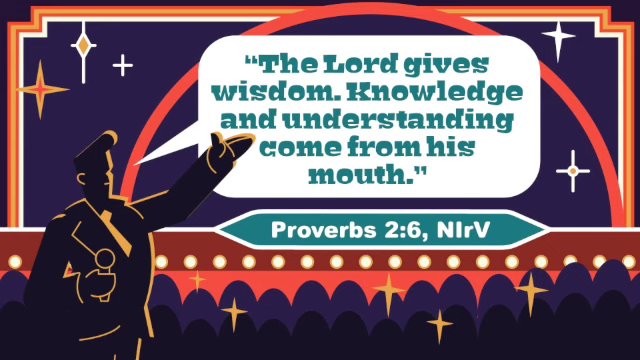 “The Lord gives
wisdom. Knowledge
and understanding
come from his
mouth.”
Proverbs 2:6, NIrV